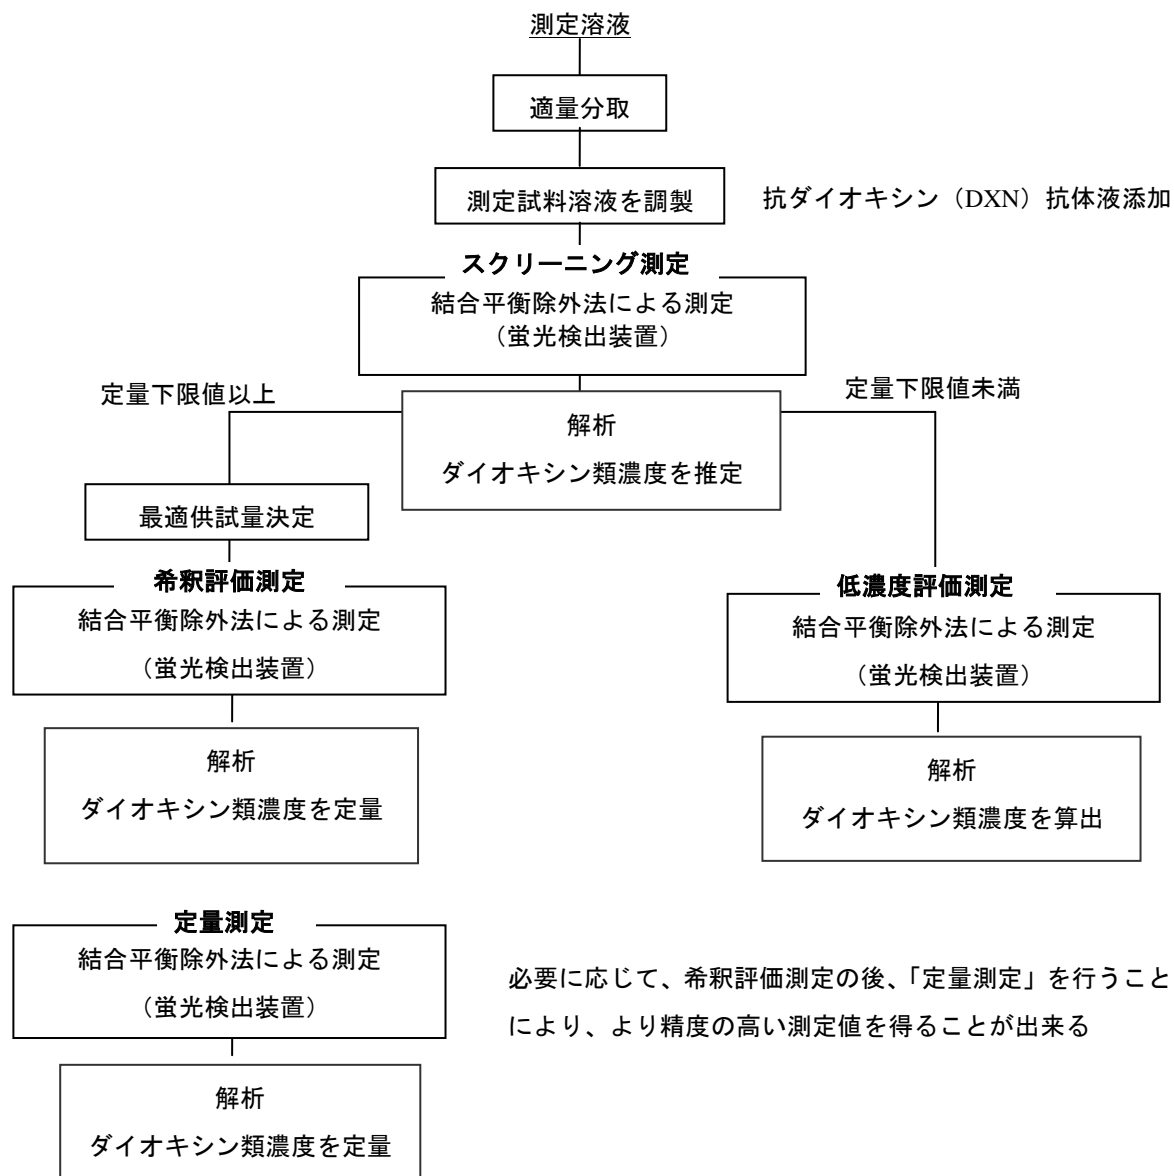 測定溶液
適量分取
測定試料溶液を調製
抗ダイオキシン（DXN）抗体液添加
スクリーニング測定
結合平衡除外法による測定
（蛍光検出装置）
定量下限値以上
定量下限値未満
解析
ダイオキシン類濃度を推定
最適供試量決定
希釈評価測定
結合平衡除外法による測定
（蛍光検出装置）
解析
ダイオキシン類濃度を定量
低濃度評価測定
結合平衡除外法による測定
（蛍光検出装置）
解析
ダイオキシン類濃度を算出
定量測定
結合平衡除外法による測定
（蛍光検出装置）
解析
ダイオキシン類濃度を定量
必要に応じて、希釈評価測定の後、「定量測定」を行うこと
により、より精度の高い測定値を得ることが出来る